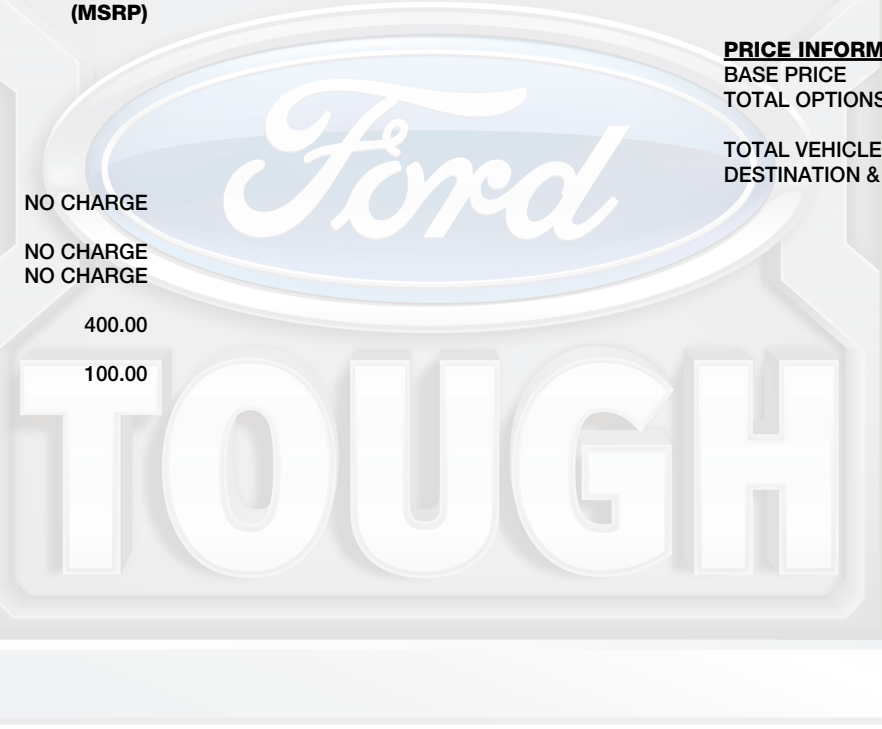 (MSRP)
NO CHARGE
NO CHARGE
NO CHARGE
400.00
100.00
PRICE INFORM
BASE PRICE
TOTAL OPTIONS
TOTAL VEHICLE
DESTINATION &
Ford
TOUGH